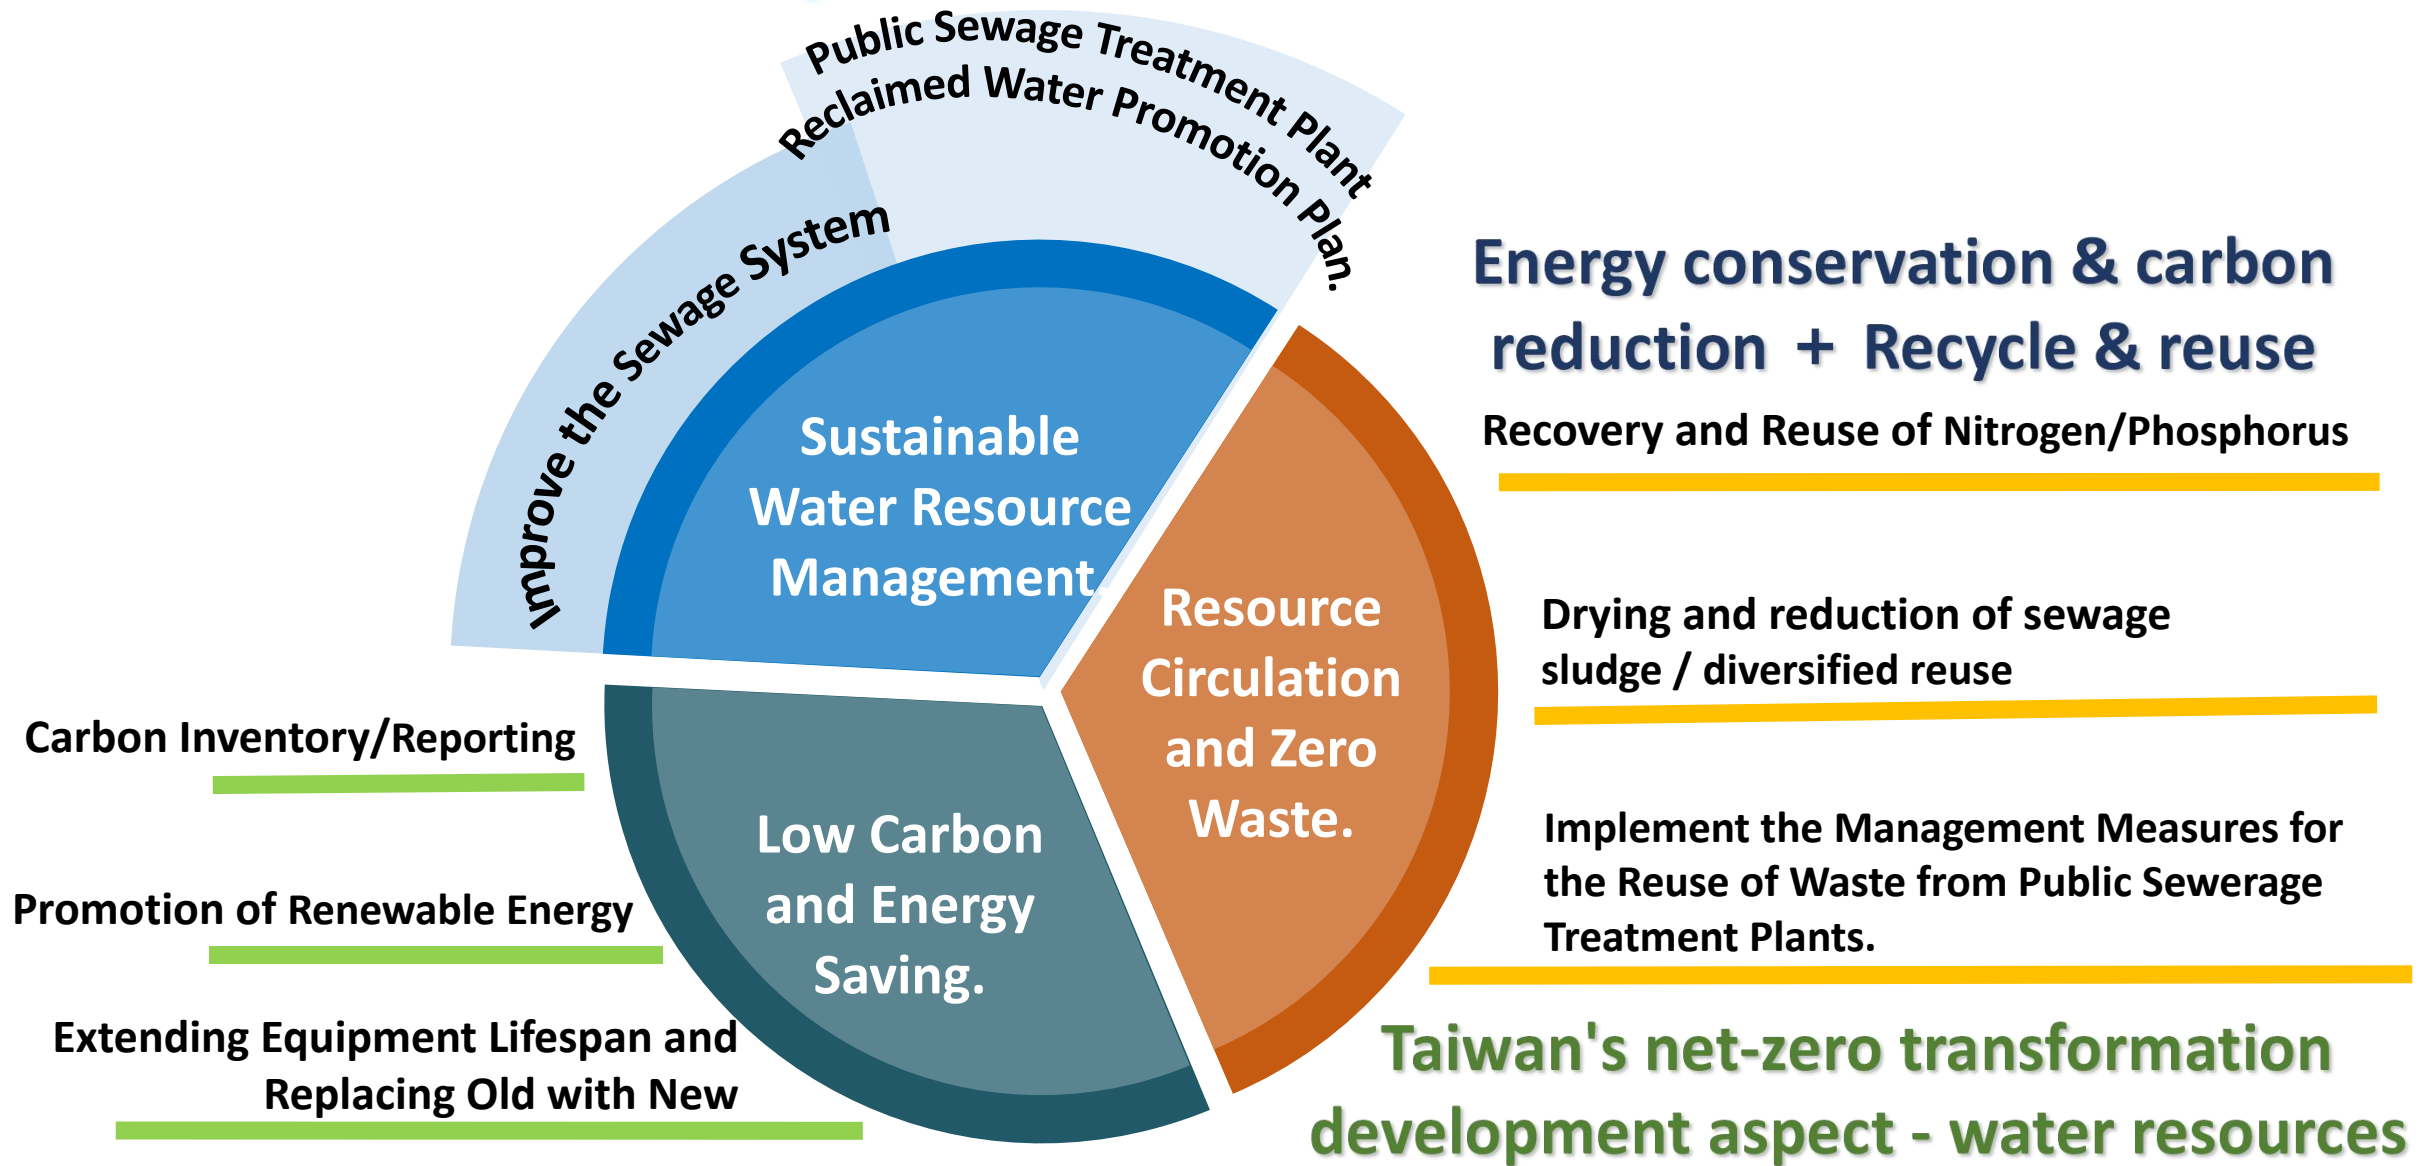 Public Sewage Treatment Plant
Reclaimed Water Promotion Plan.
Improve the Sewage System
Sustainable
Water Resource
Management.
Resource
Circulation
and Zero
Waste.
Low Carbon
and Energy
Saving.
Energy conservation & carbon
reduction + Recycle & reuse
Recovery and Reuse of Nitrogen/Phosphorus
Drying and reduction of sewage
sludge / diversified reuse
Implement the Management Measures for
the Reuse of Waste from Public Sewerage
Treatment Plants.
Carbon Inventory/Reporting
Promotion of Renewable Energy
Extending Equipment Lifespan and
Replacing Old with New
Taiwan's net-zero transformation
development aspect - water resources